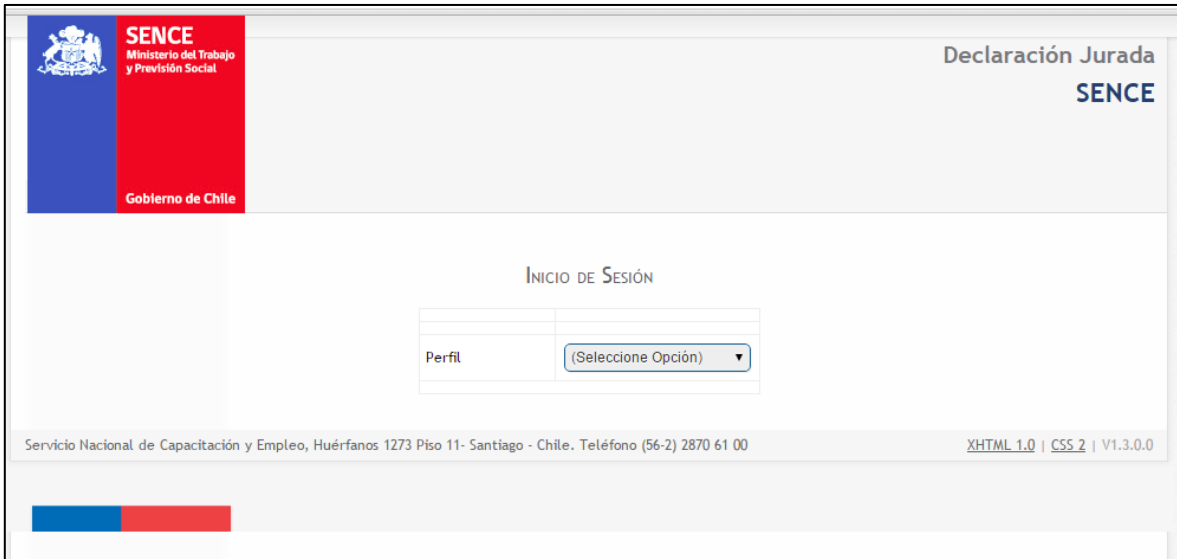 SENCE
Ministerio del Trabajo
y Previsión Social
Gobierno de Chile
Declaración Jurada
SENCE
Inicio de Sesión
Perfil
(Seleccione Opción)
Servicio Nacional de Capacitación y Empleo, Huérfanos 1273 Piso 11- Santiago - Chile. Teléfono (56-2) 2870 61 00
XHTML 1.0 | CSS 2 | V1.3.0.0